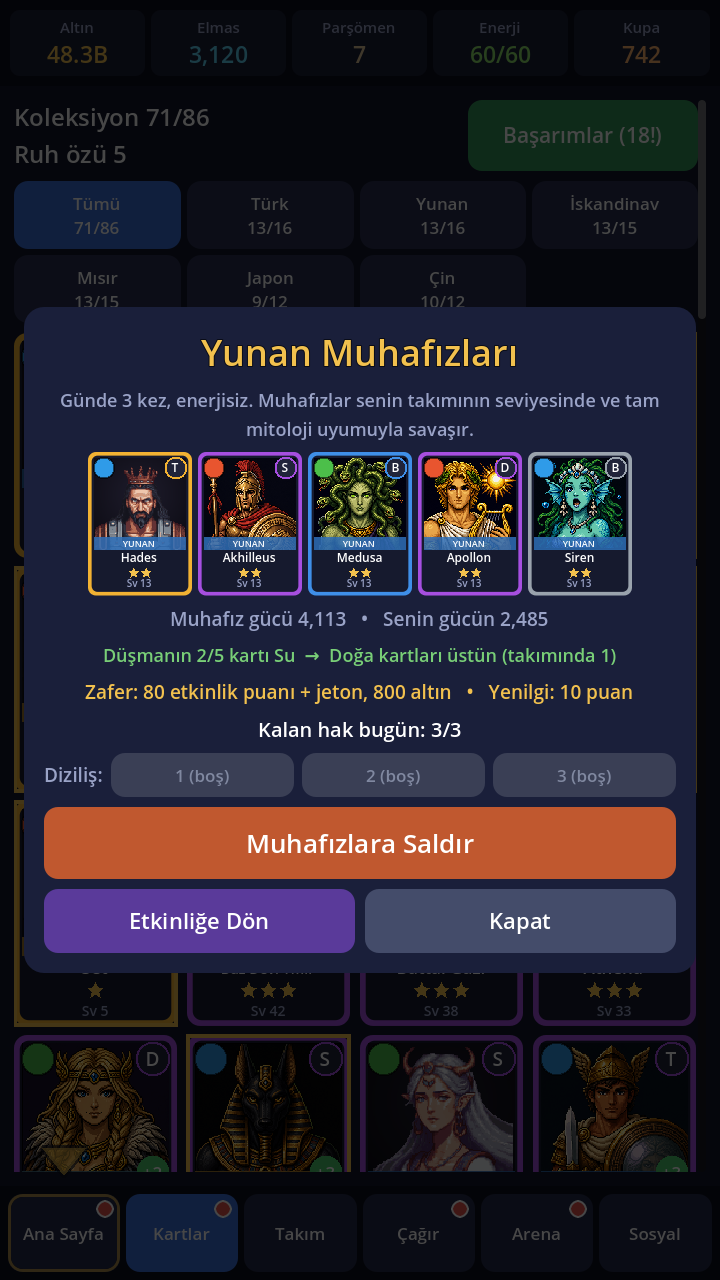 Altın
48.3B
Elmas
3,120
Parşömen
7
Enerji
60/60
Kupa
742
Koleksiyon 71/86
Ruh özü 5
Başarımlar (18!)
Tümü
71/86
Türk
13/16
Yunan
13/16
İskandinav
13/15
Mısır
13/15
Japon
9/12
Çin
10/12
Yunan Muhafızları
Günde 3 kez, enerjisiz. Muhafızlar senin takımının seviyesinde ve tam
mitoloji uyumuyla savaşır.
T
YUNAN
Hades
Sv 13
S
YUNAN
Akhilleus
Sv 13
B
YUNAN
Medusa
Sv 13
D
YUNAN
Apollon
Sv 13
B
YUNAN
Siren
Sv 13
Muhafız gücü 4,113 • Senin gücün 2,485
Düşmanın 2/5 kartı Su → Doğa kartları üstün (takımında 1)
Zafer: 80 etkinlik puanı + jeton, 800 altın • Yenilgi: 10 puan
Kalan hak bugün: 3/3
Diziliş:
1 (boş)
2 (boş)
3 (boş)
Muhafızlara Saldır
Etkinliğe Dön
Kapat
Sv 5
Sv 42
Sv 38
Sv 33
D
S
S
T
Ana Sayfa
Kartlar
Takım
Çağır
Arena
Sosyal